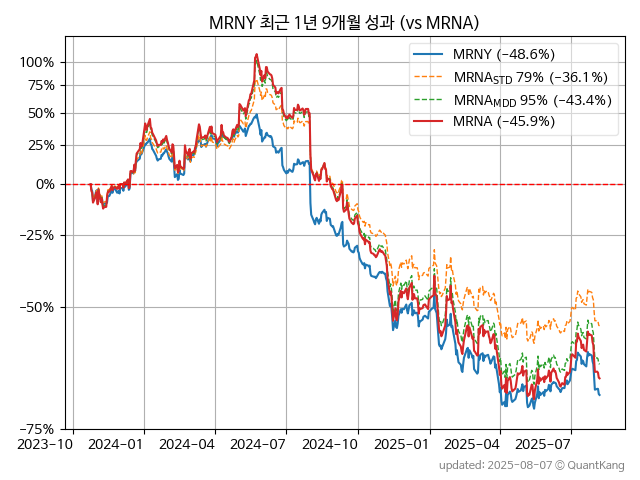 MRNY 최근 1년 9개월 성과 (vs MRNA)
MRNY (−48.6%)
MRNA_STD 79% (−36.1%)
MRNA_MDD 95% (−43.4%)
MRNA (−45.9%)
100%
75%
50%
25%
0%
−25%
−50%
−75%
2023-10 2024-01 2024-04 2024-07 2024-10 2025-01 2025-04 2025-07
updated: 2025-08-07 © QuantKang